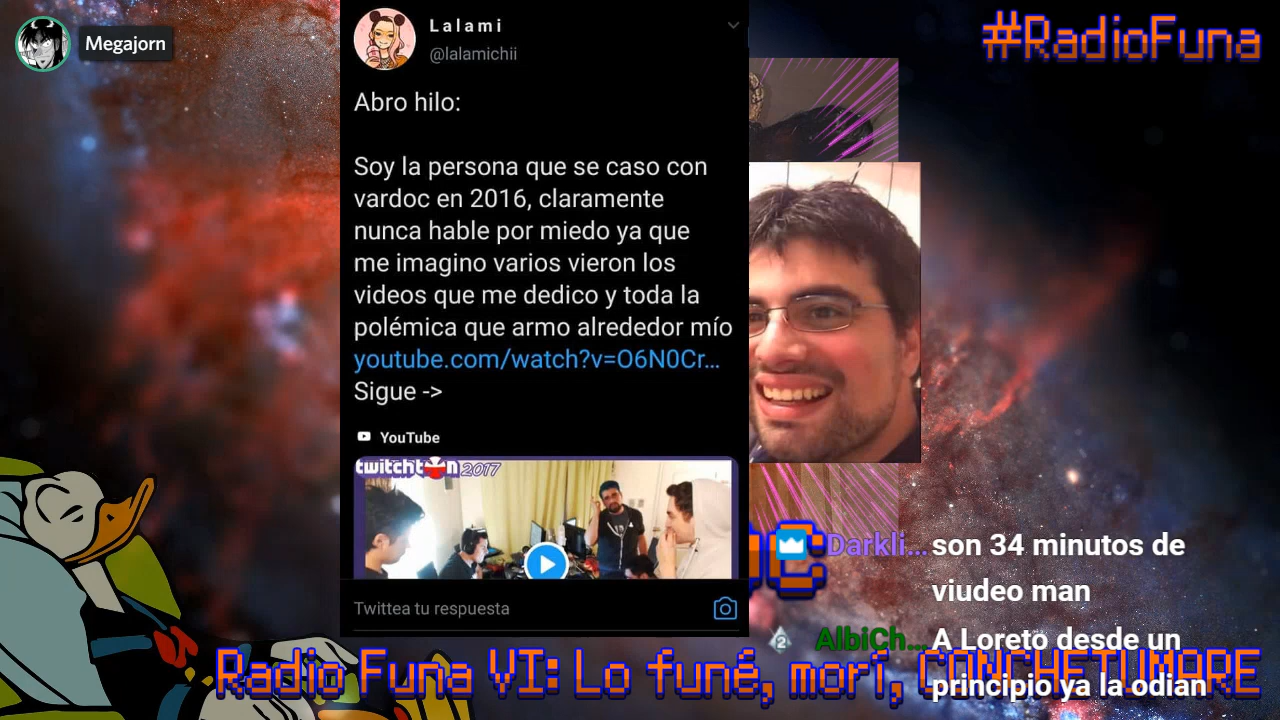 Megajorn
#RadioFuna
Lalami
@lalamichii
Abro hilo:
Soy la persona que se caso con
vardoc en 2016, claramente
nunca hable por miedo ya que
me imagino varios vieron los
videos que me dedico y toda la
polémica que armo alrededor mío
youtube.com/watch?v=O6N0Cr...
Sigue ->
YouTube
twitchton 2017
Twittea tu respuesta
Darkli... son 34 minutos de
viudeo man
2 AlbiCh... A Loreto desde un
principio ya la odian
Radio Funa VI: Lo funé, morí, CONCHETUMARE